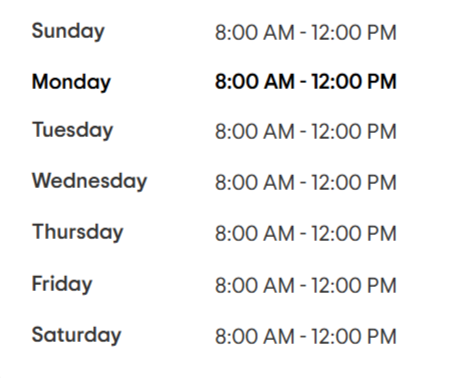 Sunday 8:00 AM - 12:00 PM
Monday 8:00 AM - 12:00 PM
Tuesday 8:00 AM - 12:00 PM
Wednesday 8:00 AM - 12:00 PM
Thursday 8:00 AM - 12:00 PM
Friday 8:00 AM - 12:00 PM
Saturday 8:00 AM - 12:00 PM